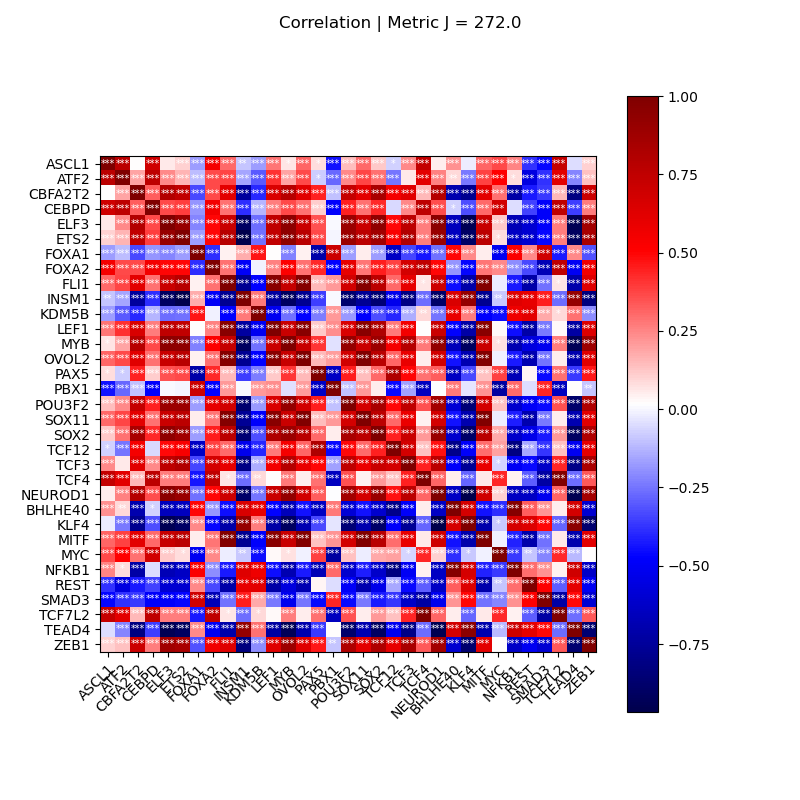 Correlation | Metric J = 272.0
ASCL1
ATF2
CBFA2T2
CEBPD
ELF3
ETS2
FOXA1
FOXA2
FLI1
INSM1
KDM5B
LEF1
MYB
OVOL2
PAX5
PBX1
POU3F2
SOX11
SOX2
TCF12
TCF3
TCF4
NEUROD1
BHLHE40
KLF4
MITF
MYC
NFKB1
REST
SMAD3
TCF7L2
TEAD4
ZEB1
ASCL1 ATF2 CBFA2T2 CEBPD ELF3 ETS2 FOXA1 FOXA2 FLI1 INSM1 KDM5B LEF1 MYB OVOL2 PAX5 PBX1 POU3F2 SOX11 SOX2 TCF12 TCF3 TCF4 NEUROD1 BHLHE40 KLF4 MITF MYC NFKB1 REST SMAD3 TCF7L2 TEAD4 ZEB1
1.00
0.75
0.50
0.25
0.00
−0.25
−0.50
−0.75